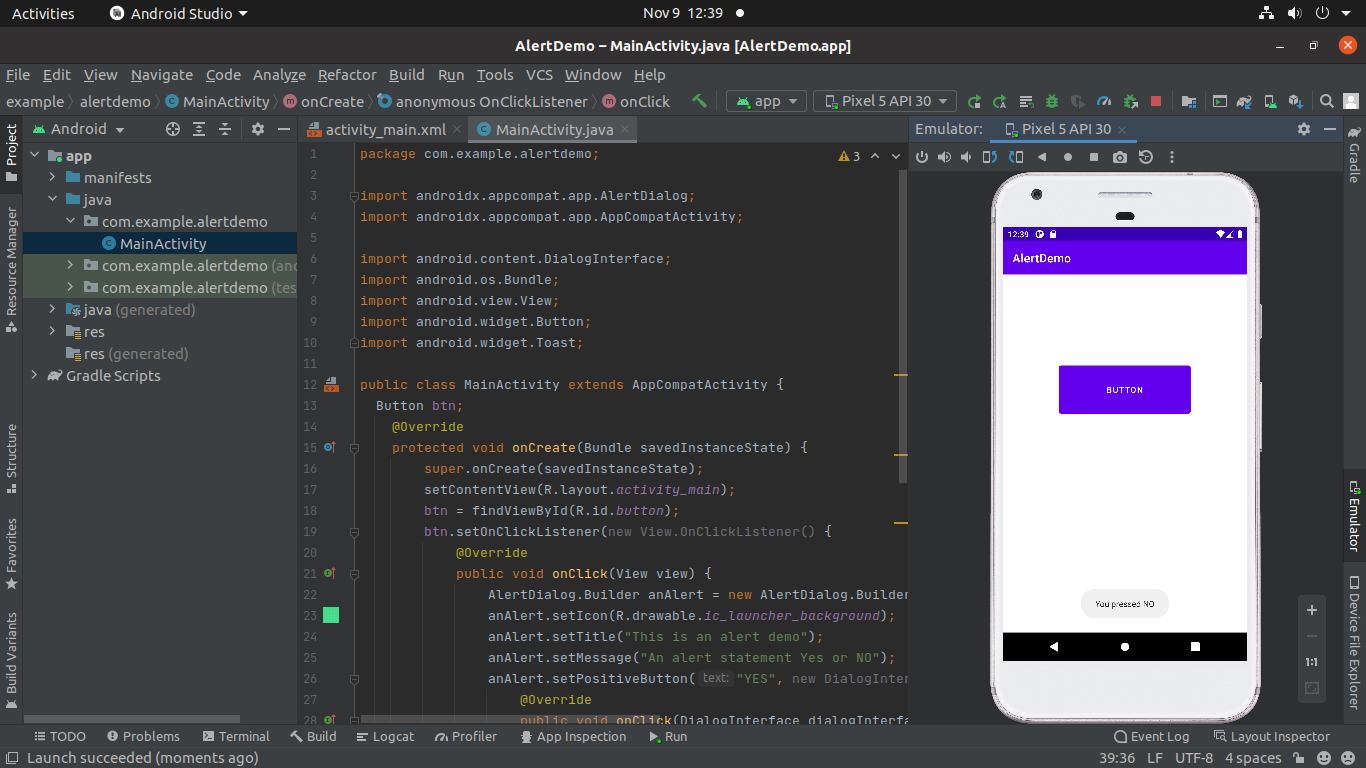 Activities
Android Studio
Nov 9 12:39
AlertDemo – MainActivity.java [AlertDemo.app]
File Edit View Navigate Code Analyze Refactor Build Run Tools VCS Window Help
example alertdemo MainActivity onCreate anonymous OnClickListener onClick
app
Pixel 5 API 30
Project
Resource Manager
Structure
Favorites
Build Variants
Android
app
manifests
java
com.example.alertdemo
MainActivity
com.example.alertdemo (an
com.example.alertdemo (tes
java (generated)
res
res (generated)
Gradle Scripts
activity_main.xml
MainActivity.java
3
1 package com.example.alertdemo;
2
3 import androidx.appcompat.app.AlertDialog;
4 import androidx.appcompat.app.AppCompatActivity;
5
6 import android.content.DialogInterface;
7 import android.os.Bundle;
8 import android.view.View;
9 import android.widget.Button;
10 import android.widget.Toast;
11
12 public class MainActivity extends AppCompatActivity {
13 Button btn;
14 @Override
15 protected void onCreate(Bundle savedInstanceState) {
16 super.onCreate(savedInstanceState);
17 setContentView(R.layout.activity_main);
18 btn = findViewById(R.id.button);
19 btn.setOnClickListener(new View.OnClickListener() {
20 @Override
21 public void onClick(View view) {
22 AlertDialog.Builder anAlert = new AlertDialog.Builder
23 anAlert.setIcon(R.drawable.ic_launcher_background);
24 anAlert.setTitle("This is an alert demo");
25 anAlert.setMessage("An alert statement Yes or NO");
26 anAlert.setPositiveButton( text: "YES", new DialogInter
27 @Override
28 public void onClick(DialogInterface dialogInterfa
Emulator:
Pixel 5 API 30
12:39
AlertDemo
BUTTON
You pressed NO
1:1
Gradle
Emulator
Device File Explorer
TODO Problems Terminal Build Logcat Profiler App Inspection Run
Event Log Layout Inspector
Launch succeeded (moments ago)
39:36 LF UTF-8 4 spaces